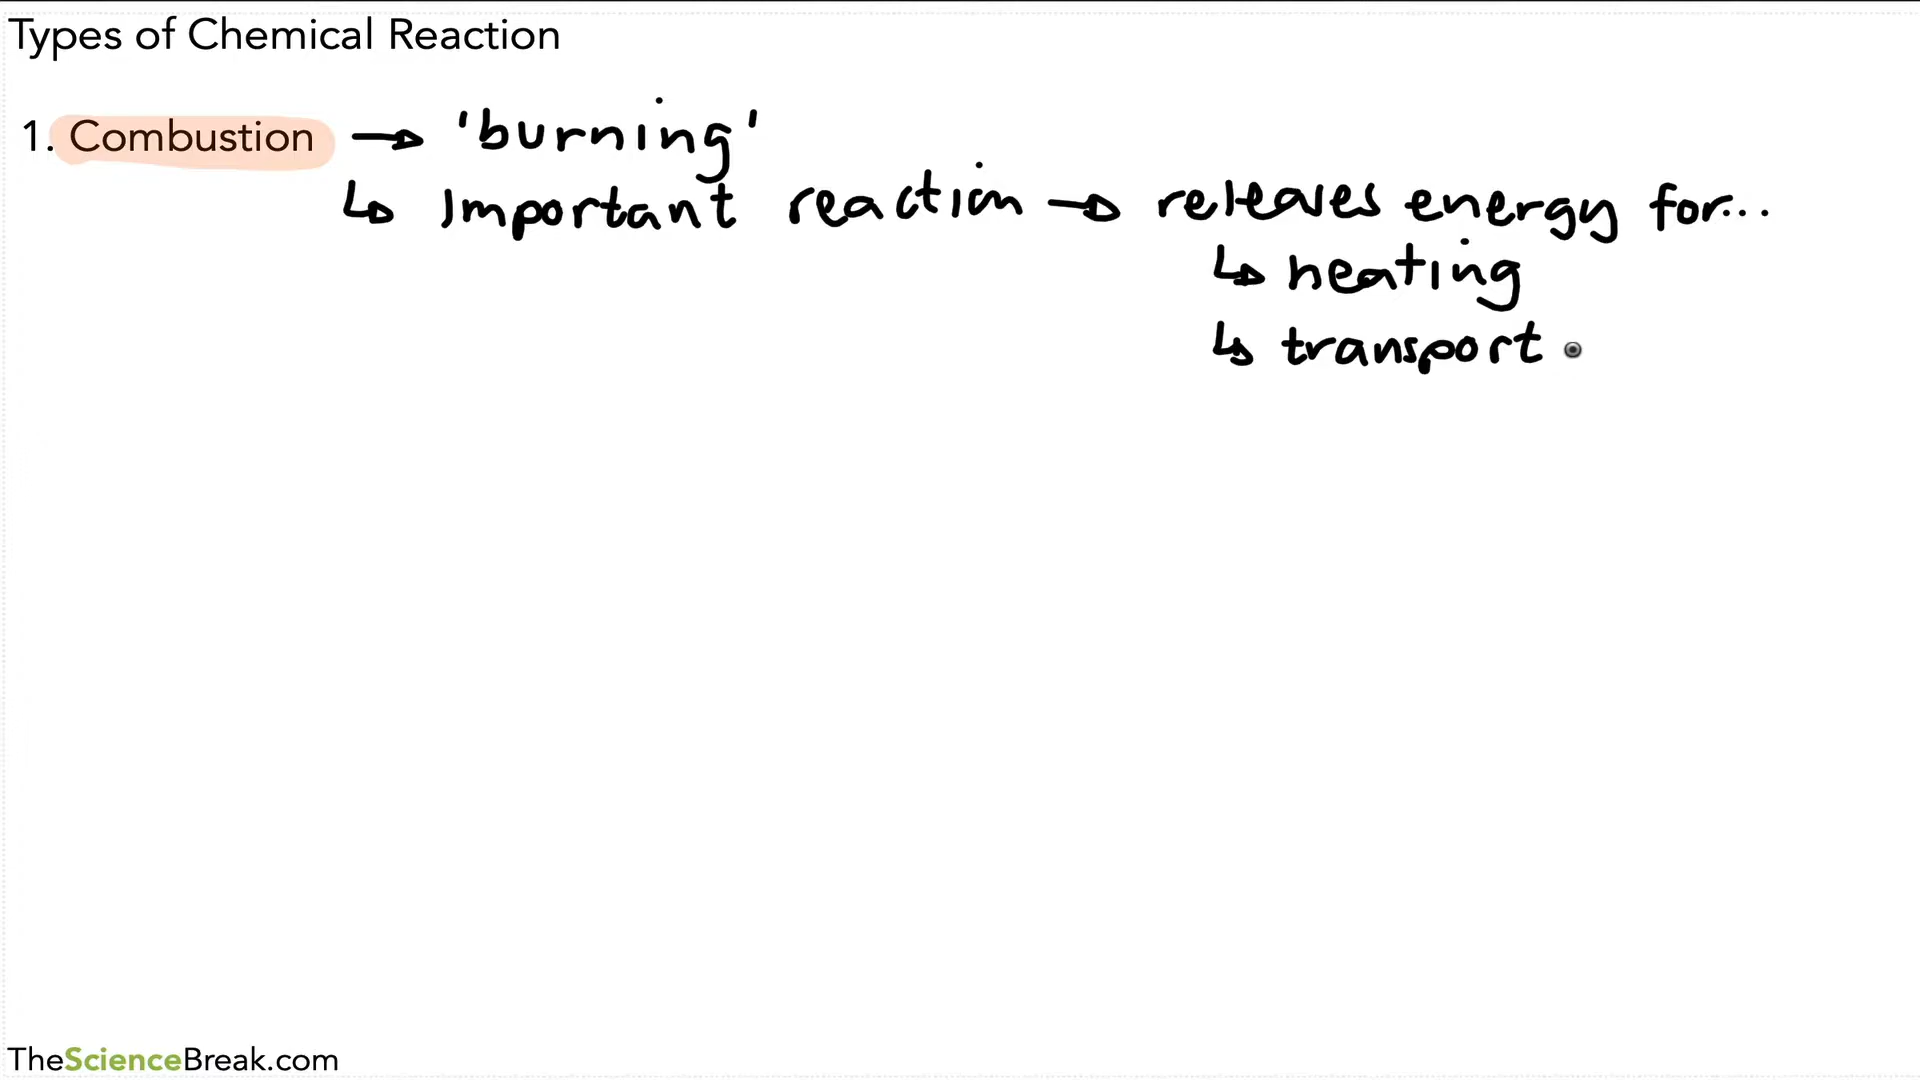 Types of Chemical Reaction
1. Combustion → 'burning'
↳ Important reaction → releases energy for...
↳ heating
↳ transport
TheScienceBreak.com